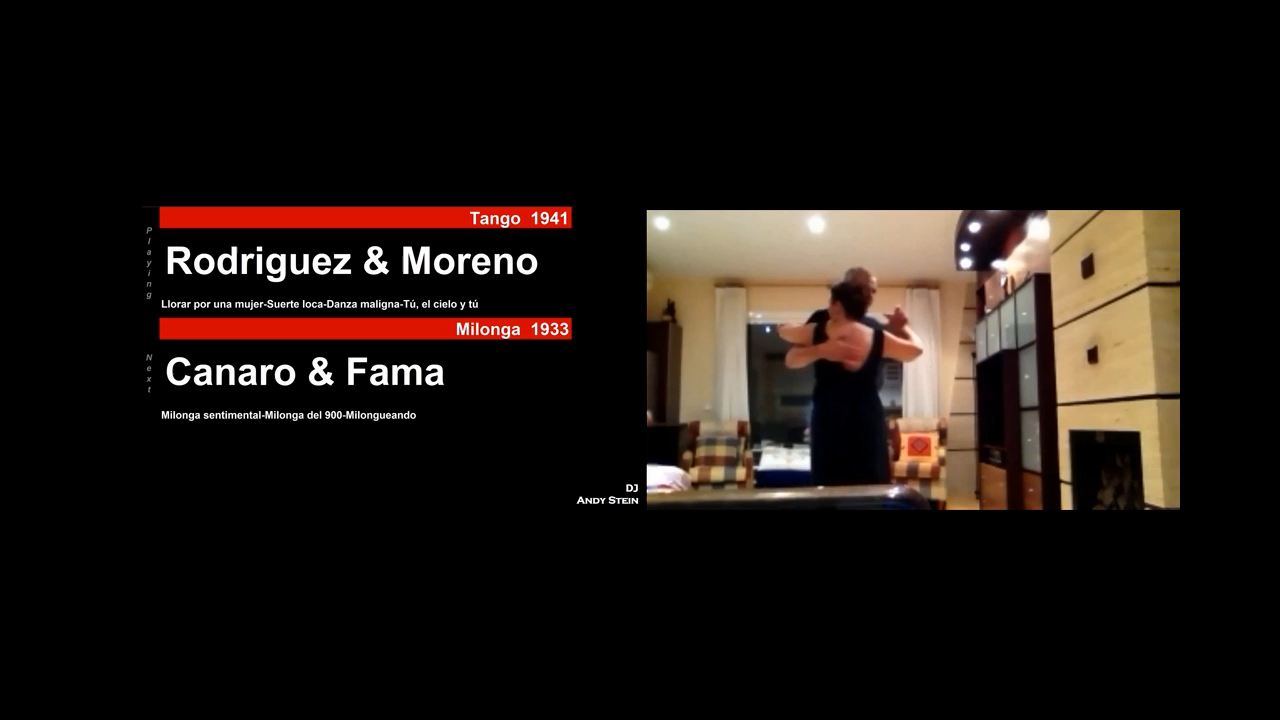 Tango 1941
Playing
Rodriguez & Moreno
Llorar por una mujer-Suerte loca-Danza maligna-Tú, el cielo y tú
Milonga 1933
Next
Canaro & Fama
Milonga sentimental-Milonga del 900-Milongueando
DJ
ANDY STEIN